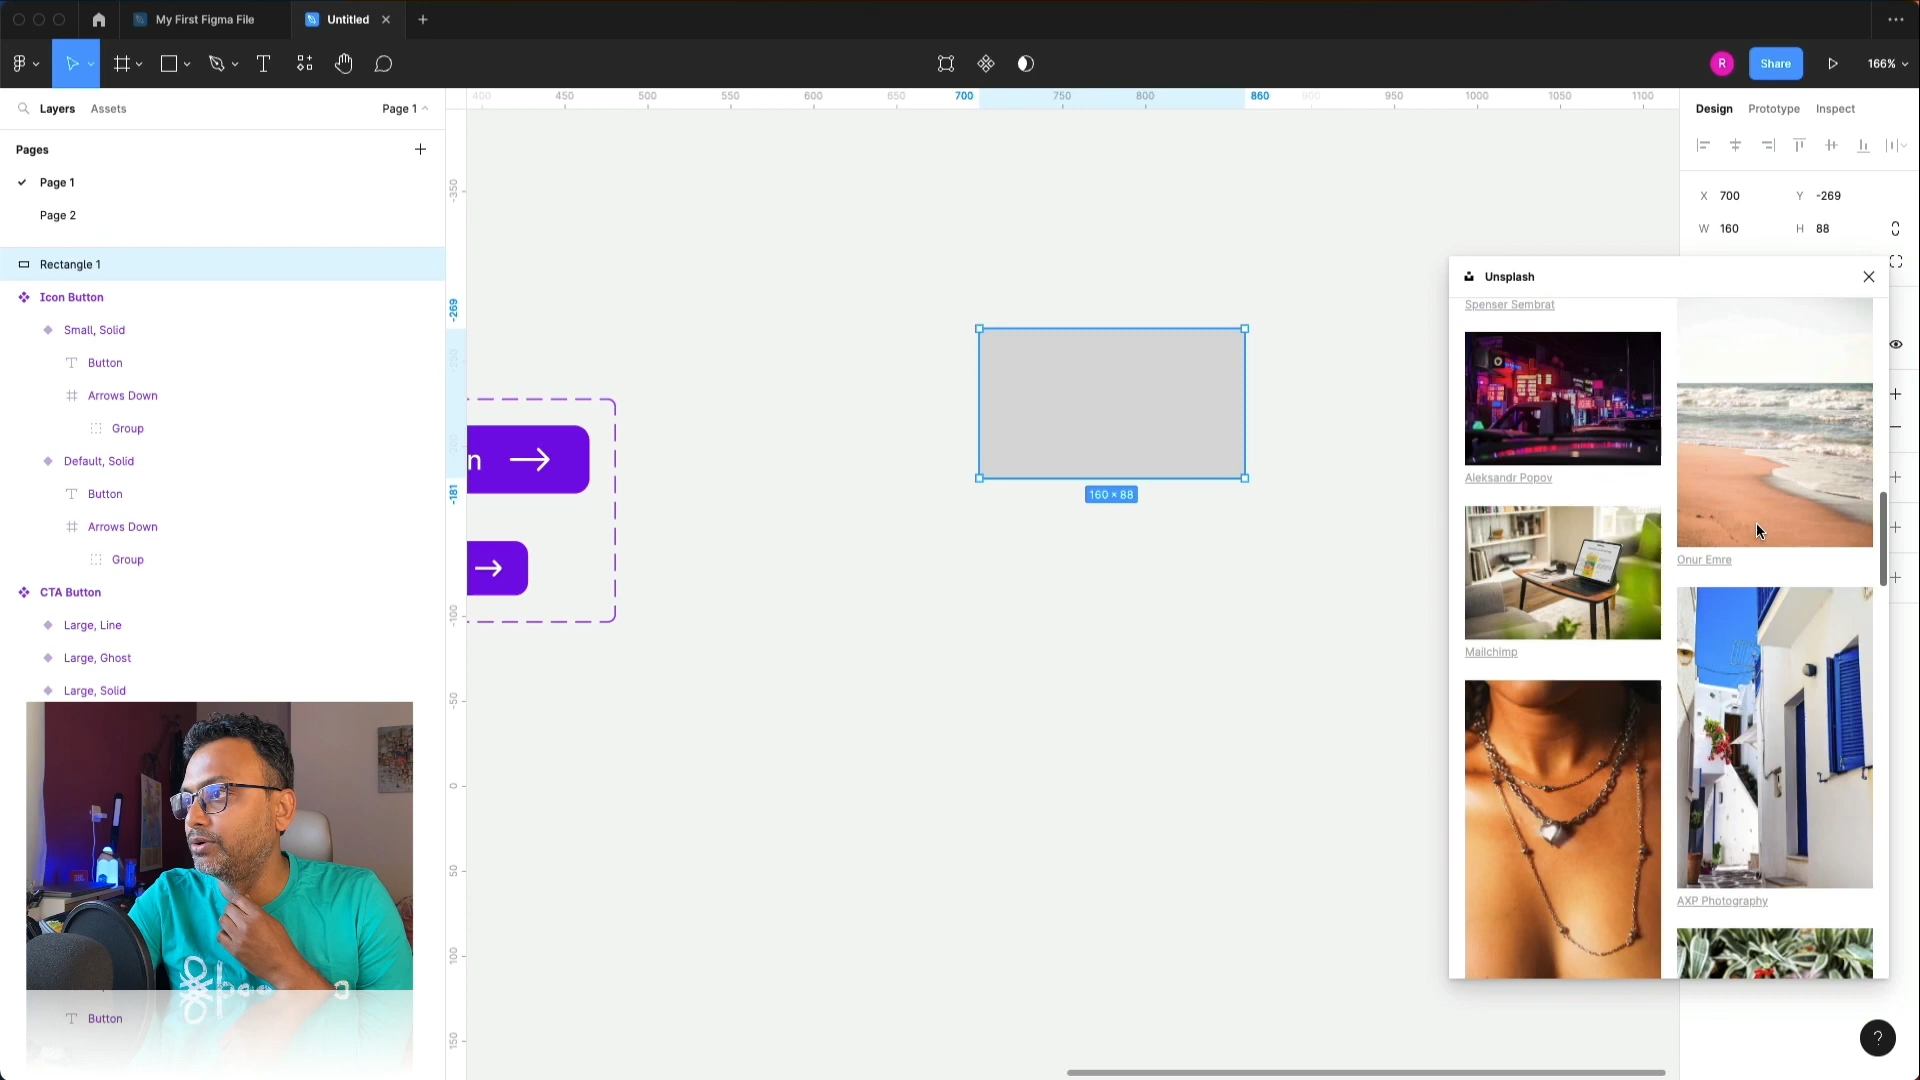 My First Figma File
Untitled
R
Share
166%
Layers
Assets
Page 1
400
450
500
550
600
650
700
750
800
860
900
950
1000
1050
1100
Design
Prototype
Inspect
Pages
Page 1
Page 2
X 700
Y -269
W 160
H 88
Rectangle 1
Icon Button
Small, Solid
Button
Arrows Down
Group
Default, Solid
Button
Arrows Down
Group
CTA Button
Large, Line
Large, Ghost
Large, Solid
Button
-350
-269
-250
-200
-181
-100
-50
0
50
100
150
n
160 × 88
Unsplash
Spenser Sembrat
Aleksandr Popov
Mailchimp
Onur Emre
AXP Photography
?